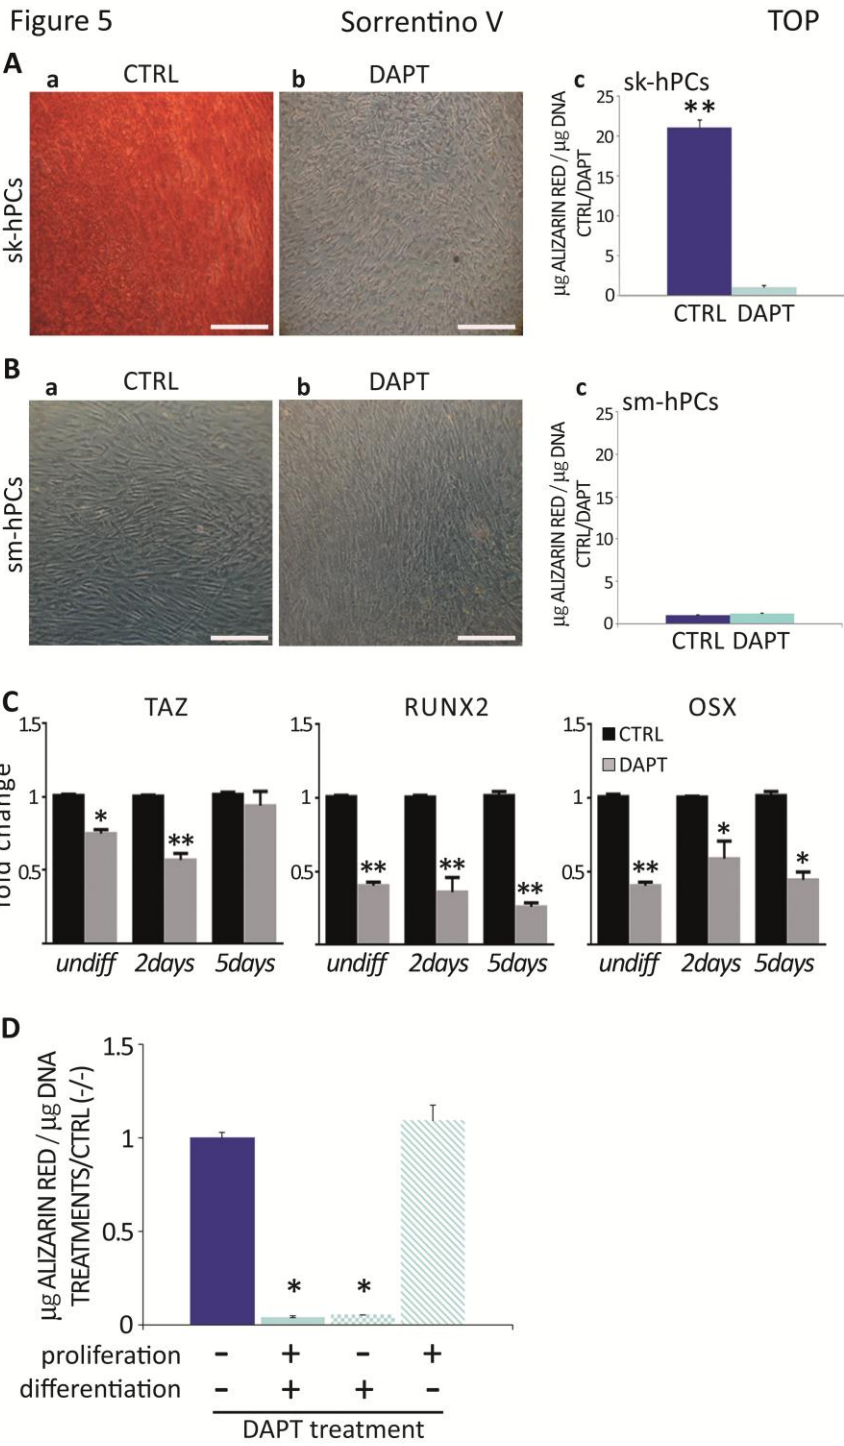 Figure 5 Sorrentino V TOP
A
a CTRL b DAPT c sk-hPCs
sk-hPCs
µg ALIZARIN RED / µg DNA
CTRL/DAPT
25
20
15
10
5
0
**
CTRL DAPT
B
a CTRL b DAPT c sm-hPCs
sm-hPCs
µg ALIZARIN RED / µg DNA
CTRL/DAPT
25
20
15
10
5
0
CTRL DAPT
C
TAZ RUNX2 OSX
fold change
1.5 1.5 1.5
CTRL
DAPT
1 1 1
* ** ** ** ** ** * *
0.5 0.5 0.5
undiff 2days 5days undiff 2days 5days undiff 2days 5days
D
µg ALIZARIN RED / µg DNA
TREATMENTS/CTRL (-/-)
1.5
1
0.5
0
* *
proliferation - + - +
differentiation - + + -
DAPT treatment